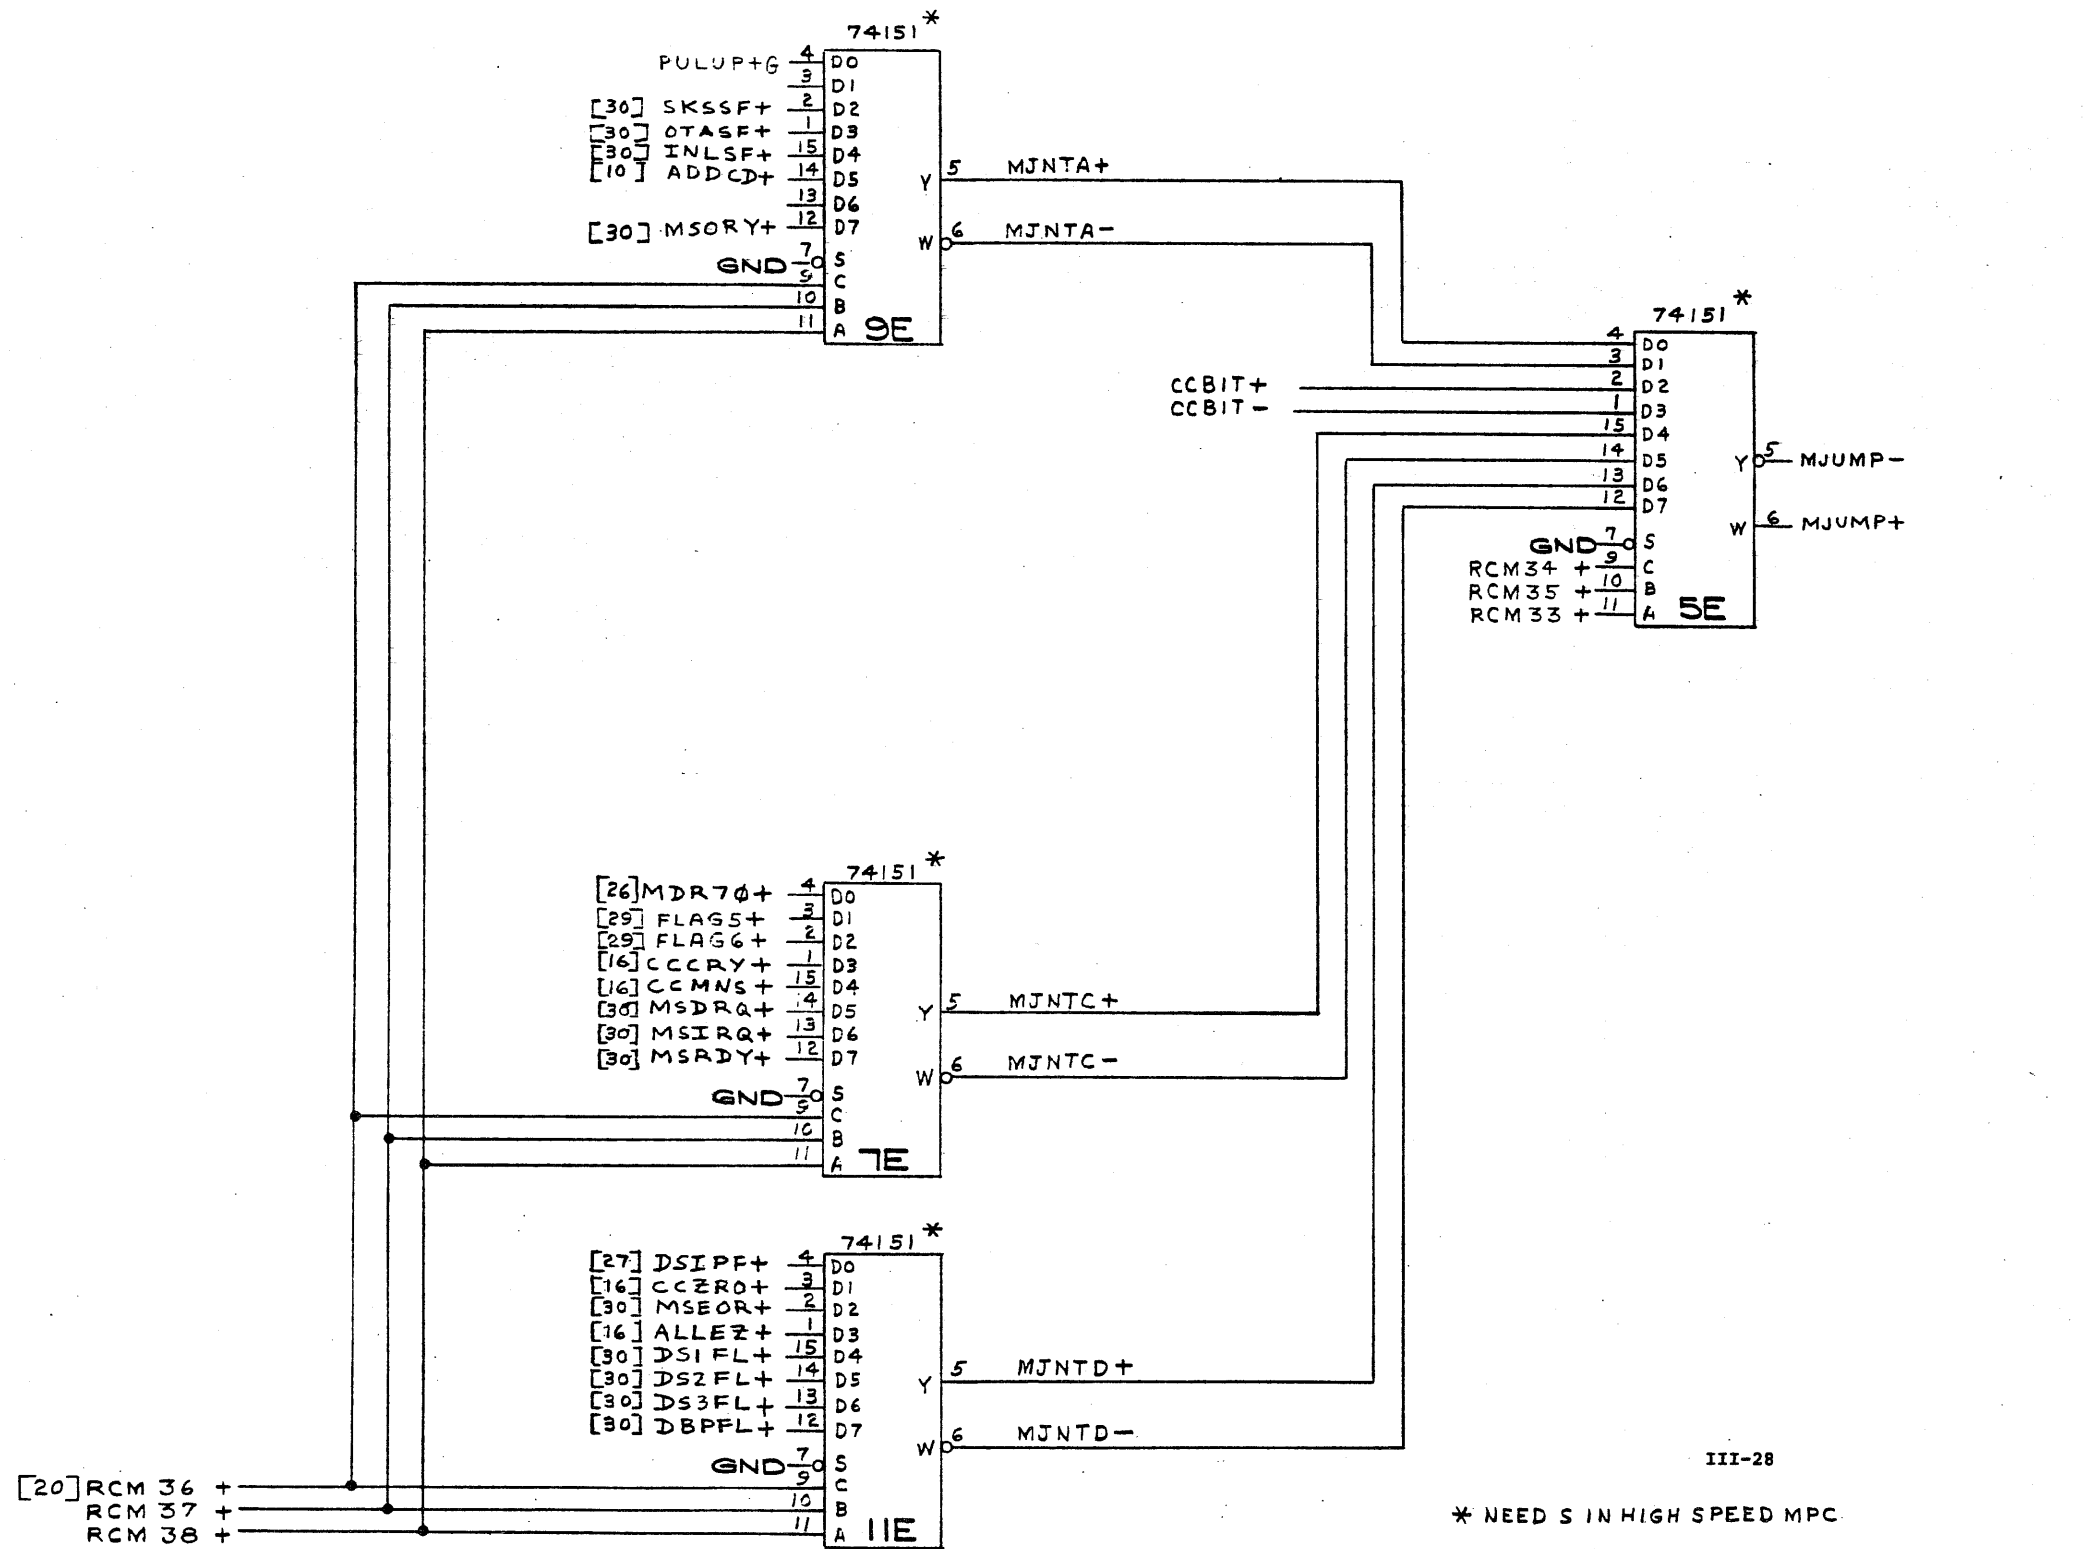 74151 *
PULUP+G 4 D0
3 D1
[30] SKSSF+ 2 D2
[30] OTASF+ 1 D3
[30] INLSF+ 15 D4
[10] ADDCD+ 14 D5
13 D6
[30] MSORY+ 12 D7
GND 7 S
9 C
10 B
11 A
9E
Y 5 MJNTA+
W 6 MJNTA-
74151 *
4 D0
3 D1
CCBIT+ 2 D2
CCBIT- 1 D3
15 D4
14 D5
13 D6
12 D7
GND 7 S
RCM34 + 9 C
RCM35 + 10 B
RCM33 + 11 A
5E
Y 5 MJUMP-
W 6 MJUMP+
74151 *
[26] MDR7Ø+ 4 D0
[29] FLAG5+ 3 D1
[29] FLAG6+ 2 D2
[16] CCCRY+ 1 D3
[16] CCMNS+ 15 D4
[30] MSDRQ+ 14 D5
[30] MSIRQ+ 13 D6
[30] MSRDY+ 12 D7
GND 7 S
9 C
10 B
11 A
7E
Y 5 MJNTC+
W 6 MJNTC-
74151 *
[27] DSIPF+ 4 D0
[16] CCZRO+ 3 D1
[30] MSEOR+ 2 D2
[16] ALLEZ+ 1 D3
[30] DS1FL+ 15 D4
[30] DS2FL+ 14 D5
[30] DS3FL+ 13 D6
[30] DBPFL+ 12 D7
GND 7 S
[20] RCM 36 + 9 C
RCM 37 + 10 B
RCM 38 + 11 A
11E
Y 5 MJNTD+
W 6 MJNTD-
III-28
* NEED S IN HIGH SPEED MPC